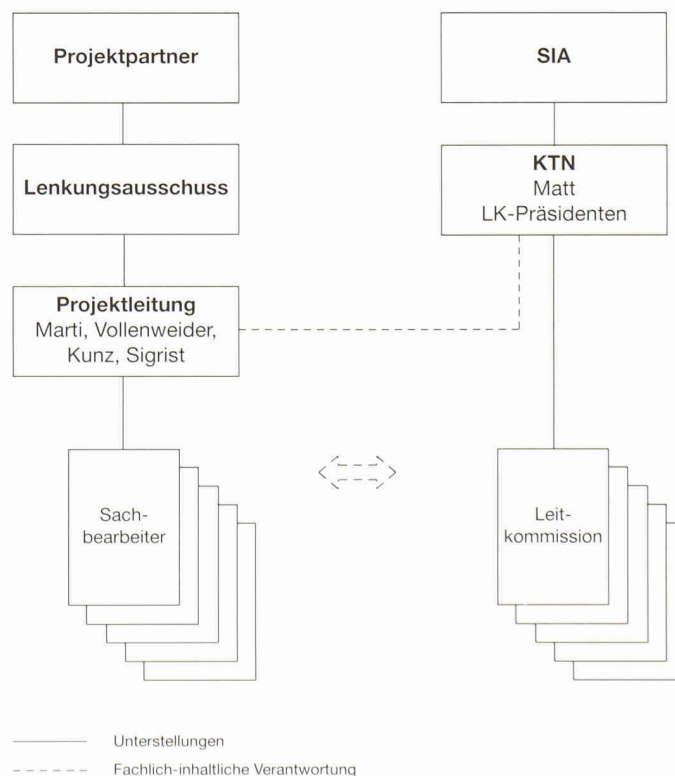 Projektpartner
Lenkungsausschuss
Projektleitung
Marti, Vollenweider,
Kunz, Sigrist
Sach-
bearbeiter
SIA
KTN
Matt
LK-Präsidenten
Leit-
kommission
Unterstellungen
Fachlich-inhaltliche Verantwortung